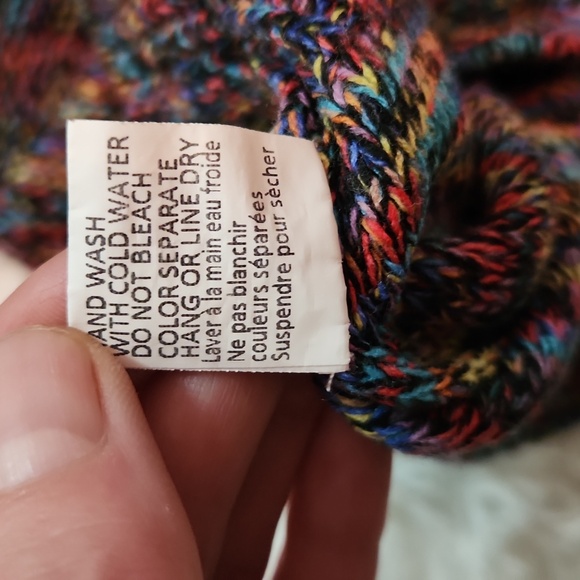 HAND WASH
WITH COLD WATER
DO NOT BLEACH
COLOR SEPARATE
HANG OR LINE DRY
Laver à la main eau froide
Ne pas blanchir
couleurs séparées
Suspendre pour sècher